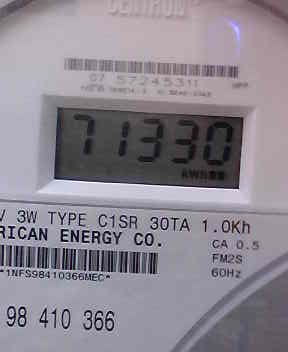 CENTRON
07 57245311
71330
KWH
V 3W TYPE C1SR 30TA 1.0Kh
RICAN ENERGY CO.
CA 0.5
FM2S
60Hz
*1NFS98410366MEC*
98 410 366